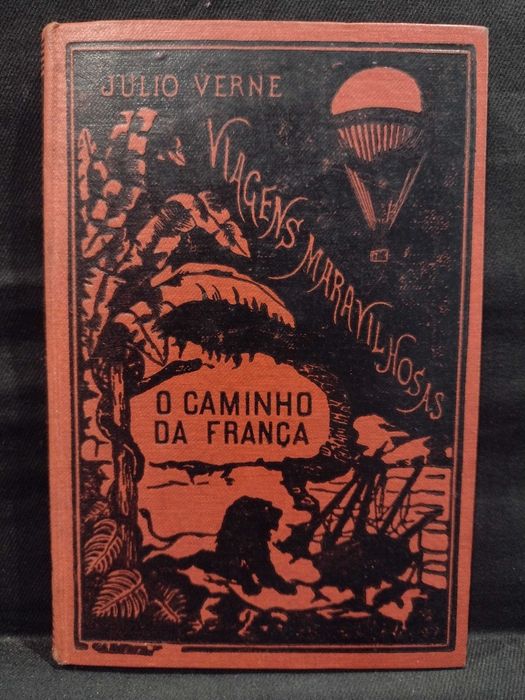 JULIO VERNE
VIAGENS MARAVILHOSAS
O CAMINHO
DA FRANÇA